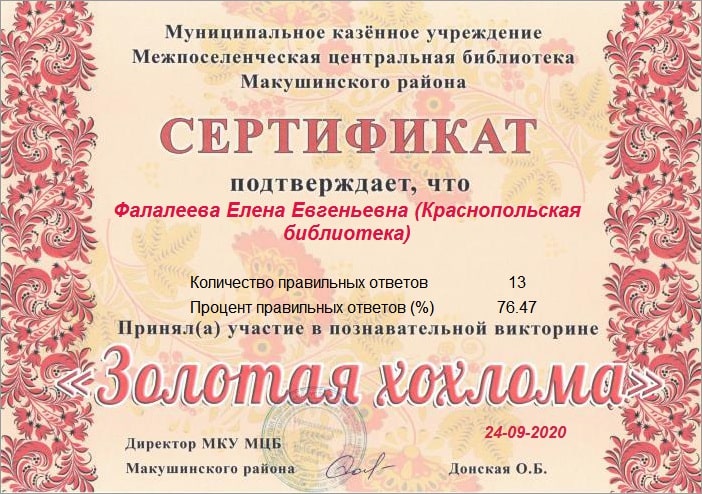 Муниципальное казённое учреждение
Межпоселенческая центральная библиотека
Макушинского района
СЕРТИФИКАТ
подтверждает, что
Фалалеева Елена Евгеньевна (Краснопольская
библиотека)
Количество правильных ответов 13
Процент правильных ответов (%) 76.47
Принял(а) участие в познавательной викторине
«Золотая хохлома»
24-09-2020
Директор МКУ МЦБ
Макушинского района Донская О.Б.